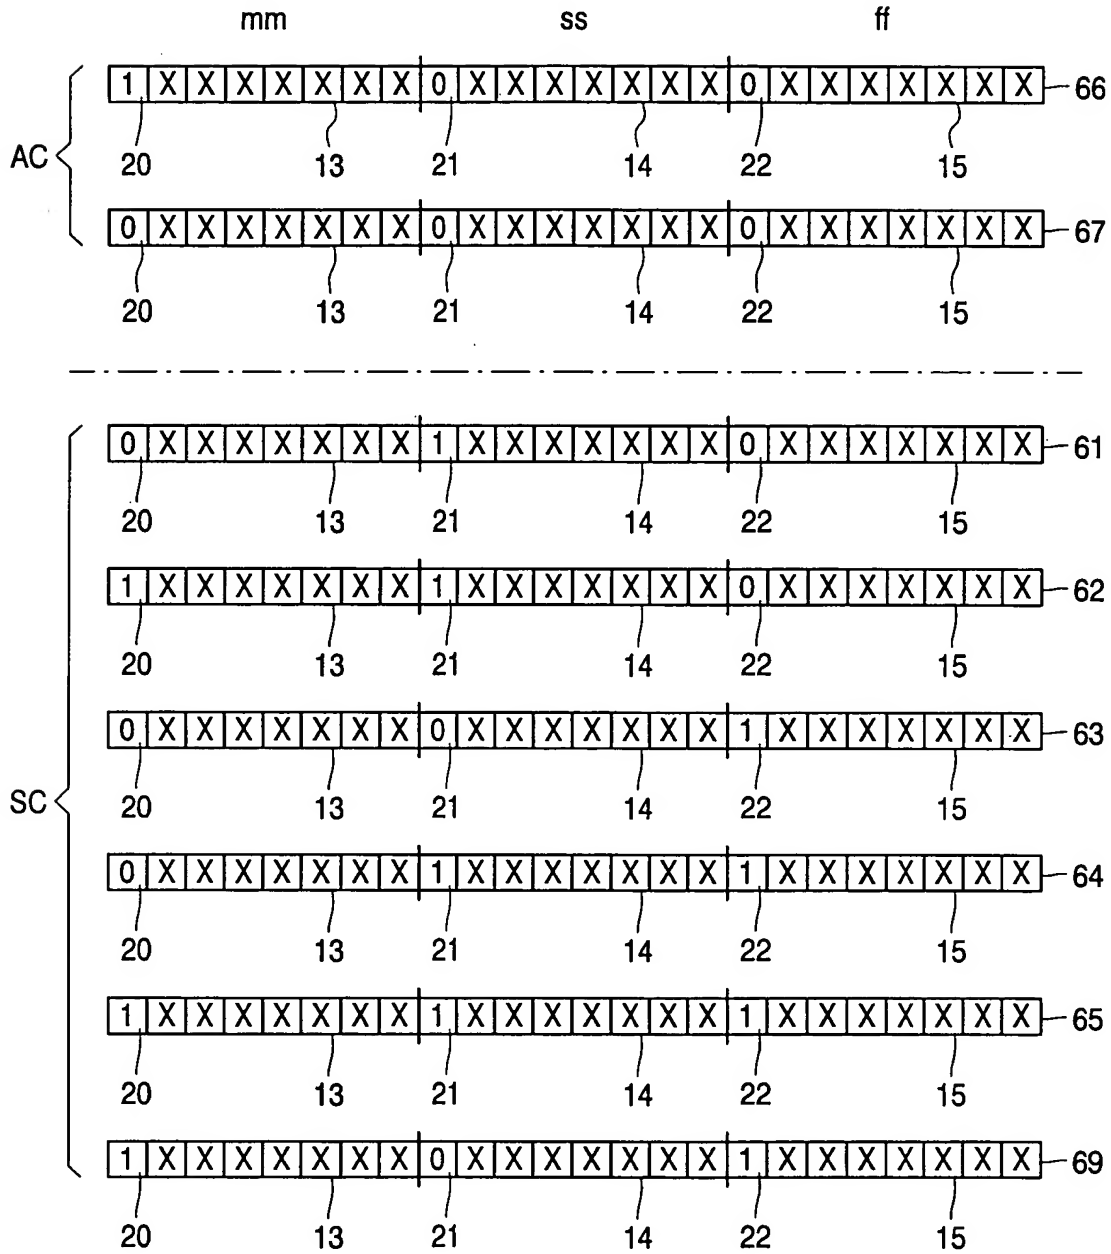 mm ss ff
1 X X X X X X X 0 X X X X X X X 0 X X X X X X X 66
20 13 21 14 22 15
AC
0 X X X X X X X 0 X X X X X X X 0 X X X X X X X 67
20 13 21 14 22 15
0 X X X X X X X 1 X X X X X X X 0 X X X X X X X 61
20 13 21 14 22 15
1 X X X X X X X 1 X X X X X X X 0 X X X X X X X 62
20 13 21 14 22 15
0 X X X X X X X 0 X X X X X X X 1 X X X X X X X 63
SC
20 13 21 14 22 15
0 X X X X X X X 1 X X X X X X X 1 X X X X X X X 64
20 13 21 14 22 15
1 X X X X X X X 1 X X X X X X X 1 X X X X X X X 65
20 13 21 14 22 15
1 X X X X X X X 0 X X X X X X X 1 X X X X X X X 69
20 13 21 14 22 15